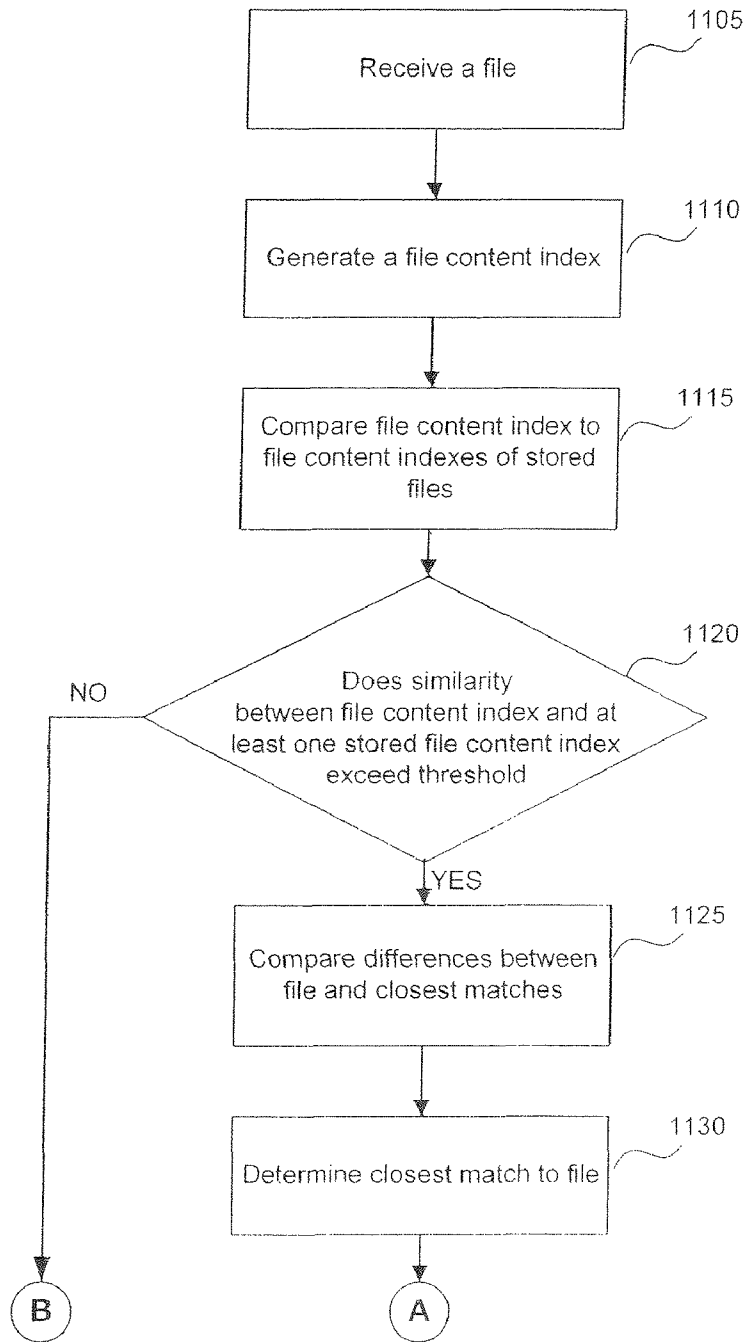 1105
Receive a file
1110
Generate a file content index
1115
Compare file content index to
file content indexes of stored
files
1120
NO
Does similarity
between file content index and at
least one stored file content index
exceed threshold
YES
1125
Compare differences between
file and closest matches
1130
Determine closest match to file
B
A